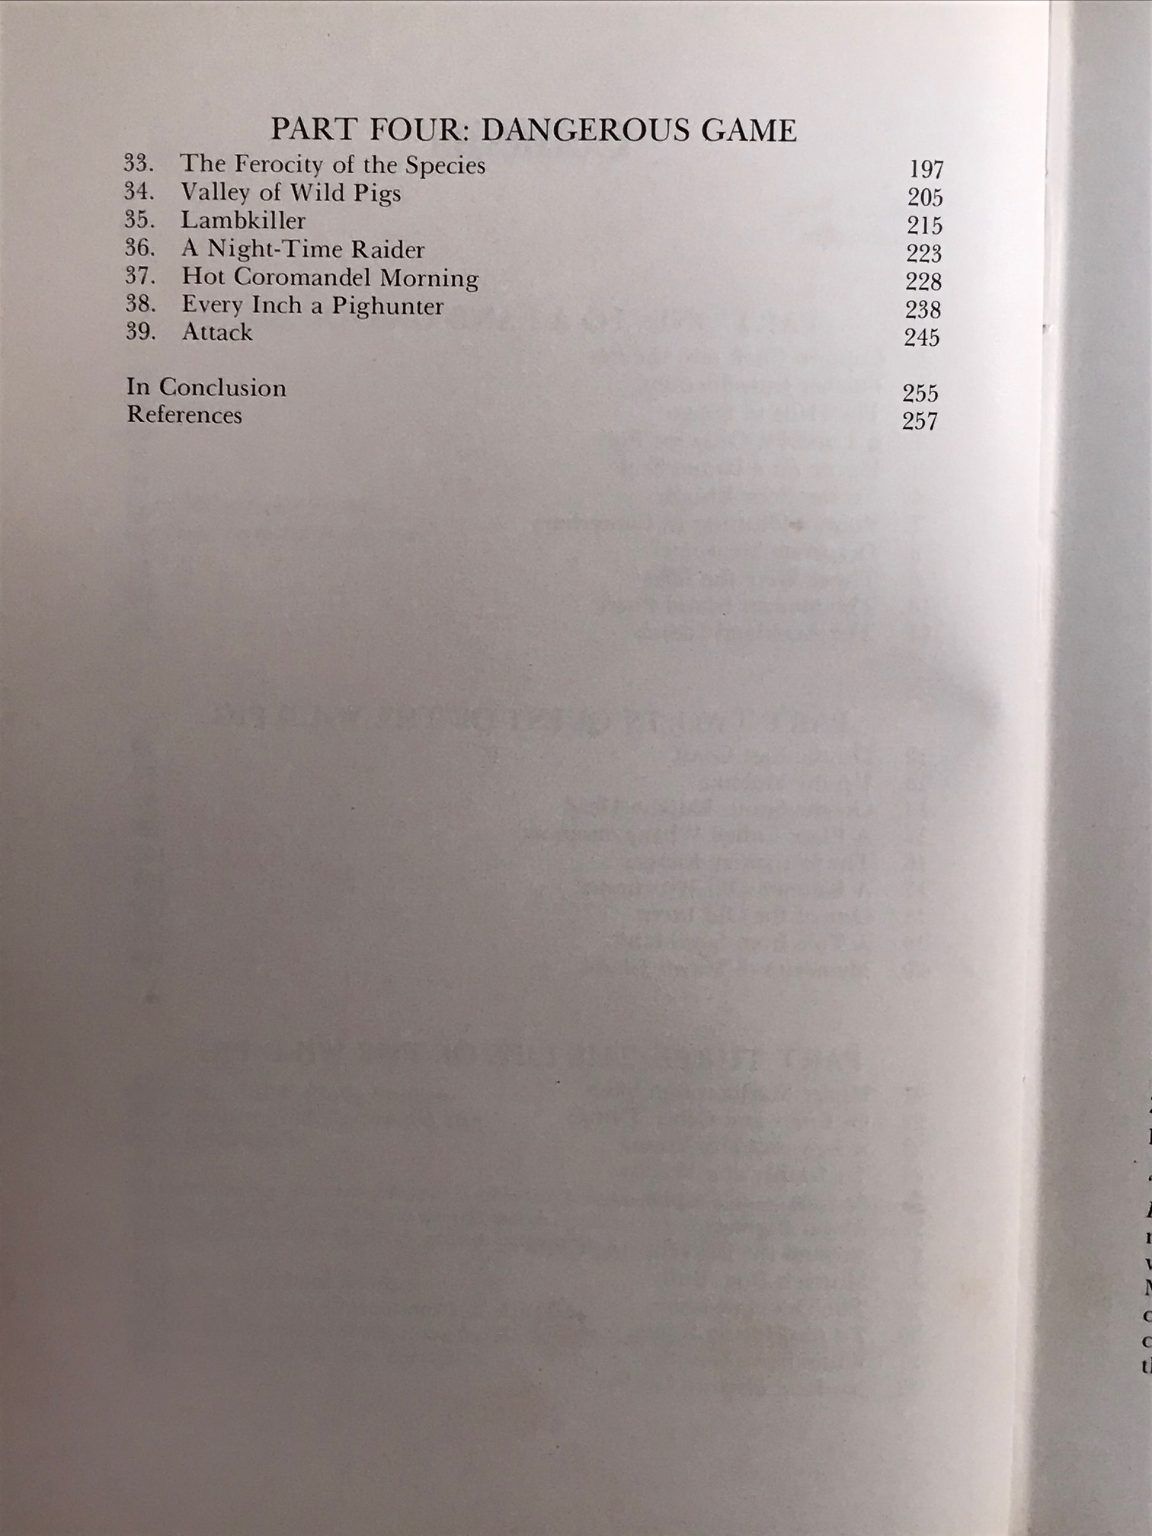 PART FOUR: DANGEROUS GAME
33. The Ferocity of the Species 197
34. Valley of Wild Pigs 205
35. Lambkiller 215
36. A Night-Time Raider 223
37. Hot Coromandel Morning 228
38. Every Inch a Pighunter 238
39. Attack 245
In Conclusion 255
References 257